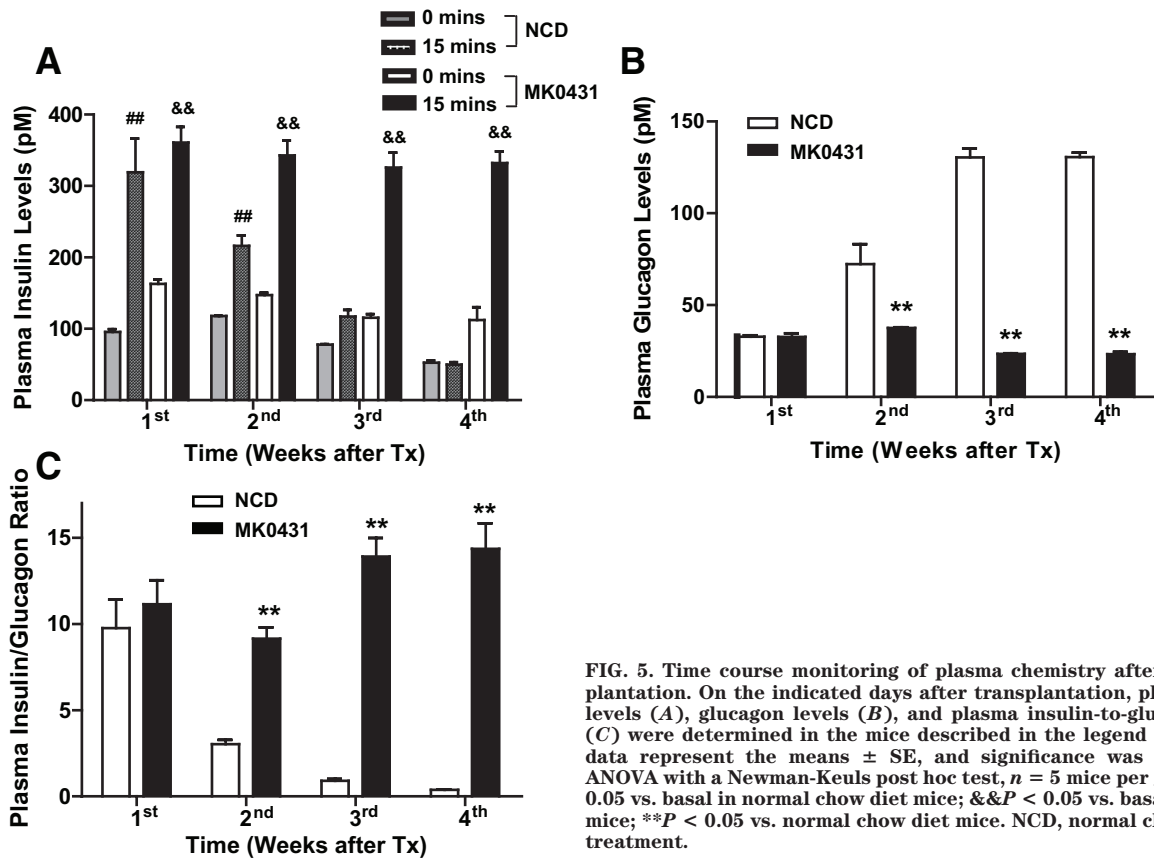 0 mins
15 mins
NCD
0 mins
15 mins
MK0431
A
Plasma Insulin Levels (pM)
400
300
200
100
0
##
&&
##
&&
&&
&&
1st
2nd
3rd
4th
Time (Weeks after Tx)
B
NCD
MK0431
Plasma Glucagon Levels (pM)
150
100
50
0
**
**
**
1st
2nd
3rd
4th
Time (Weeks after Tx)
C
NCD
MK0431
Plasma Insulin/Glucagon Ratio
15
10
5
0
**
**
**
1st
2nd
3rd
4th
Time (Weeks after Tx)
FIG. 5. Time course monitoring of plasma chemistry after
plantation. On the indicated days after transplantation, pl
levels (A), glucagon levels (B), and plasma insulin-to-glu
(C) were determined in the mice described in the legend
data represent the means ± SE, and significance was
ANOVA with a Newman-Keuls post hoc test, n = 5 mice per
0.05 vs. basal in normal chow diet mice; &&P < 0.05 vs. basa
mice; **P < 0.05 vs. normal chow diet mice. NCD, normal ch
treatment.